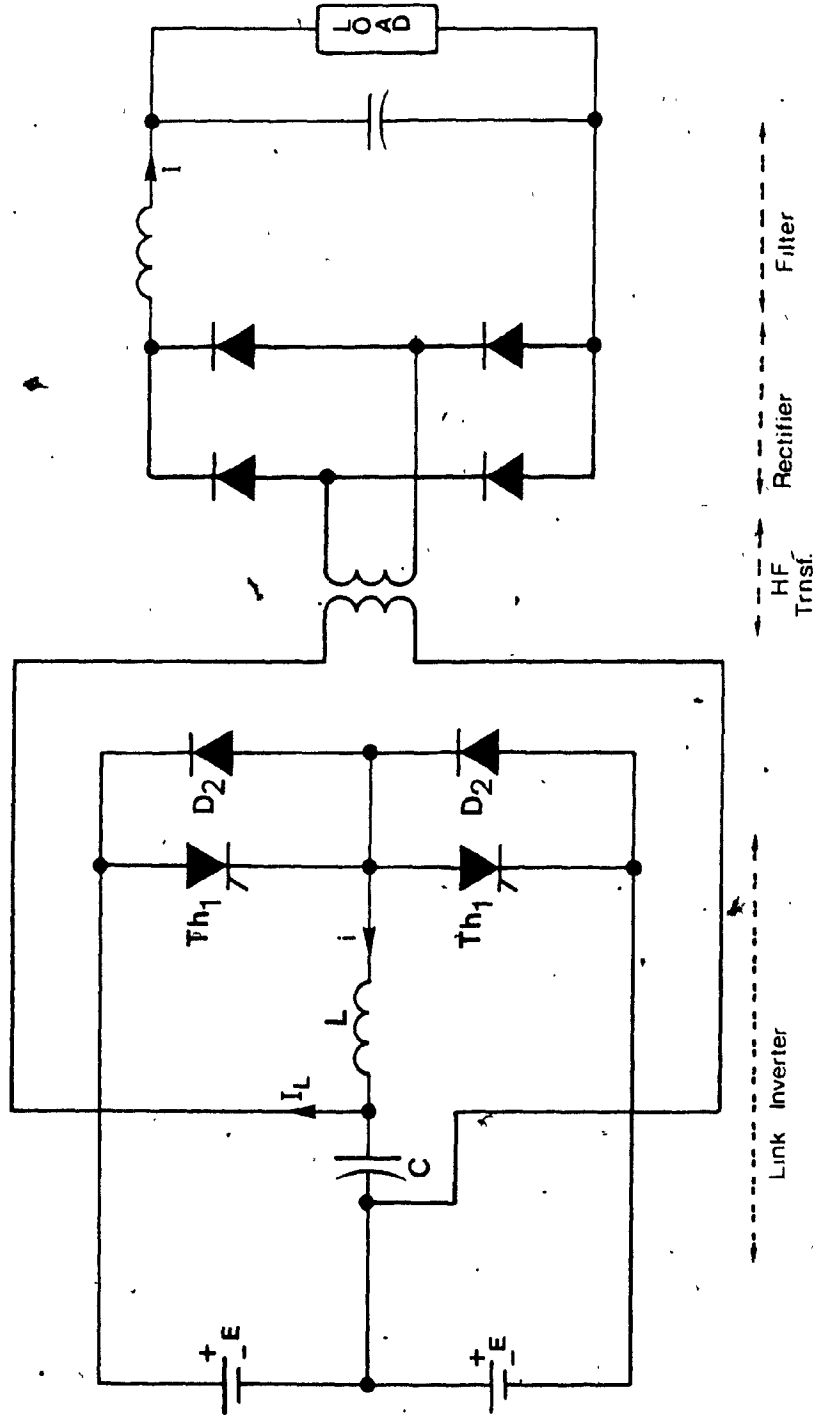 LOAD
I
D2
D2
Th1
Th1
i
L
IL
C
+
- E
+
- E
Link Inverter
HF
Trnsf.
Rectifier
Filter